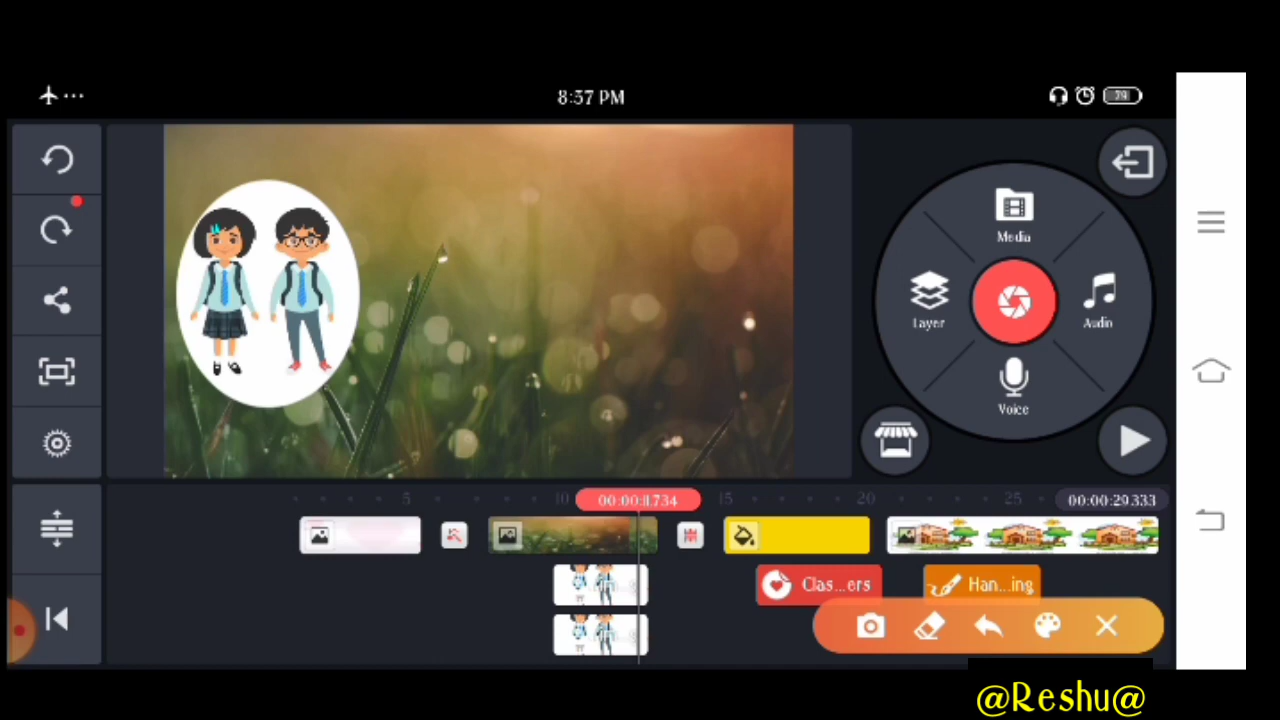 8:37 PM
79
Media
Layer
Audio
Voice
5
10
00:00:11.734
15
20
25
00:00:29.333
Clas...ers
Han...ing
@Reshu@